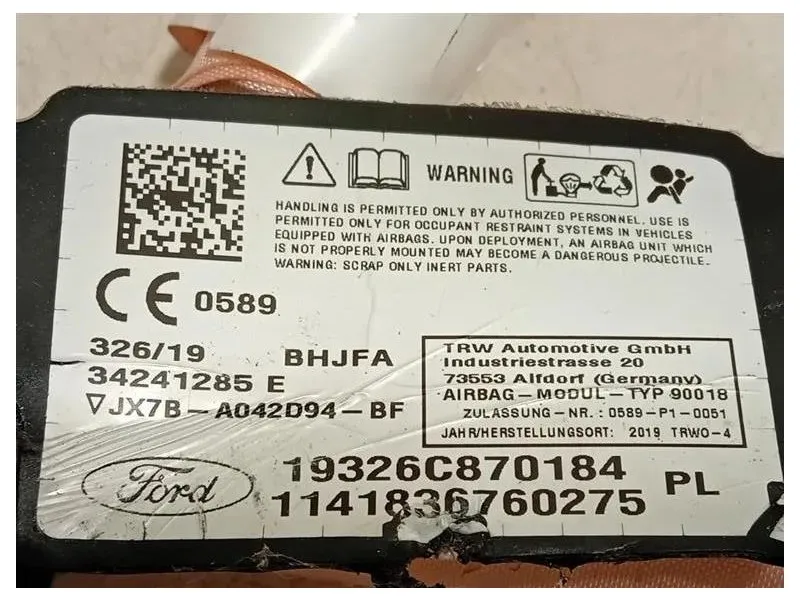 WARNING
HANDLING IS PERMITTED ONLY BY AUTHORIZED PERSONNEL. USE IS
PERMITTED ONLY FOR OCCUPANT RESTRAINT SYSTEMS IN VEHICLES
EQUIPPED WITH AIRBAGS. UPON DEPLOYMENT, AN AIRBAG UNIT WHICH
IS NOT PROPERLY MOUNTED MAY BECOME A DANGEROUS PROJECTILE.
WARNING: SCRAP ONLY INERT PARTS.
CE 0589
326/19 BHJFA
34241285 E
▽JX7B-A042D94-BF
TRW Automotive GmbH
Industriestrasse 20
73553 Alfdorf (Germany)
AIRBAG-MODUL-TYP 90018
ZULASSUNG-NR.: 0589-P1-0051
JAHR/HERSTELLUNGSORT: 2019 TRWO-4
Ford
19326C870184
1141836760275 PL